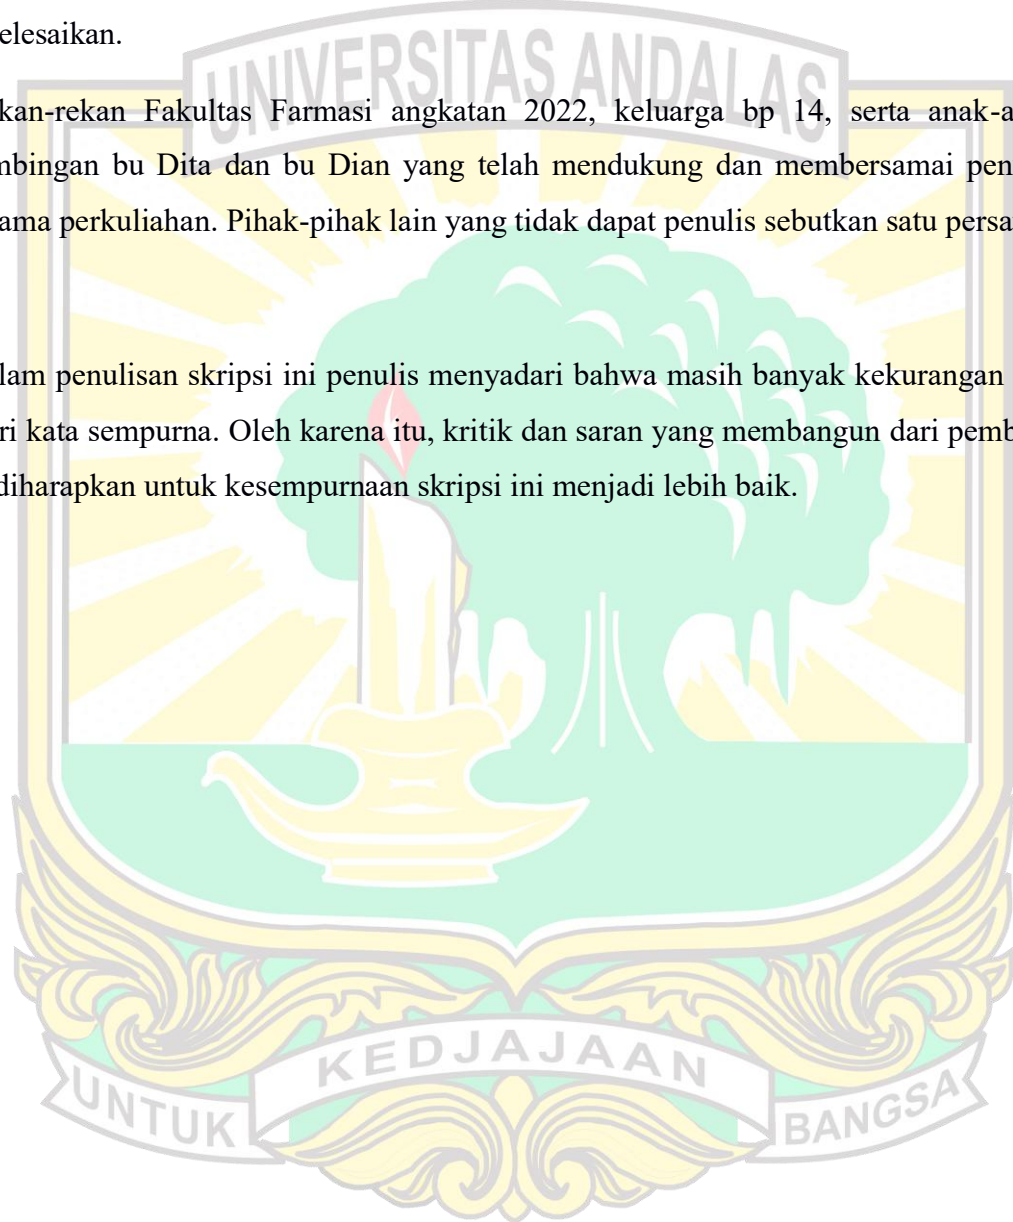 elesaikan.
UNIVERSITAS ANDALAS
kan-rekan Fakultas Farmasi angkatan 2022, keluarga bp 14, serta anak-a
mbingan bu Dita dan bu Dian yang telah mendukung dan membersamai pen
ama perkuliahan. Pihak-pihak lain yang tidak dapat penulis sebutkan satu persa
lam penulisan skripsi ini penulis menyadari bahwa masih banyak kekurangan
ri kata sempurna. Oleh karena itu, kritik dan saran yang membangun dari pemb
diharapkan untuk kesempurnaan skripsi ini menjadi lebih baik.
UNTUK KEDJAJAAN BANGSA